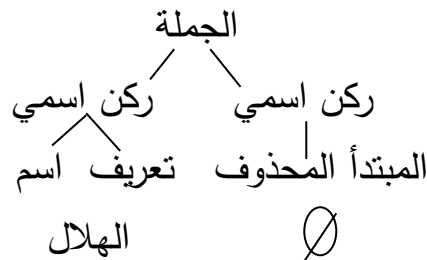 الجملة
ركن اسمي ركن اسمي
المبتدأ المحذوف تعريف اسم
∅ الهلال